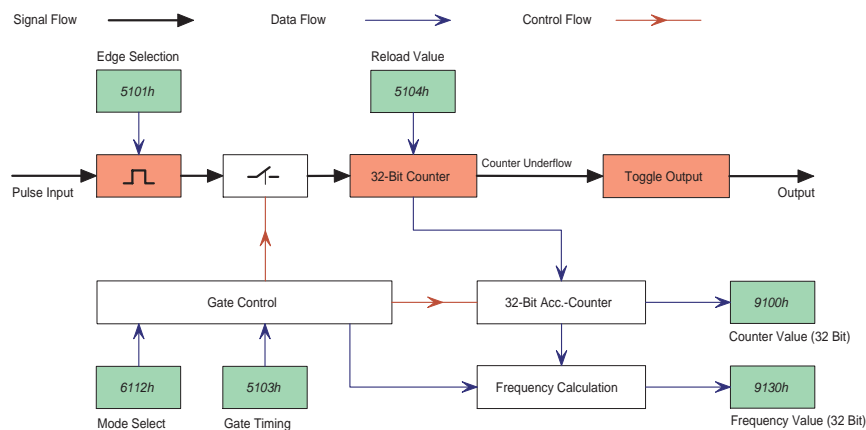 Signal Flow
Data Flow
Control Flow
Edge Selection
Reload Value
5101h
5104h
Pulse Input
32-Bit Counter
Counter Underflow
Toggle Output
Output
Gate Control
32-Bit Acc.-Counter
9100h
Counter Value (32 Bit)
6112h
5103h
Frequency Calculation
9130h
Mode Select
Gate Timing
Frequency Value (32 Bit)